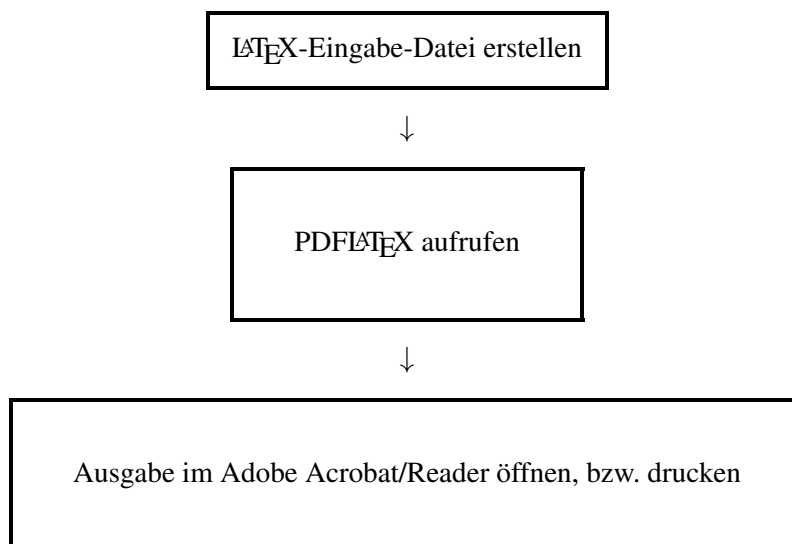 LATEX-Eingabe-Datei erstellen
↓
PDFLATEX aufrufen
↓
Ausgabe im Adobe Acrobat/Reader öffnen, bzw. drucken